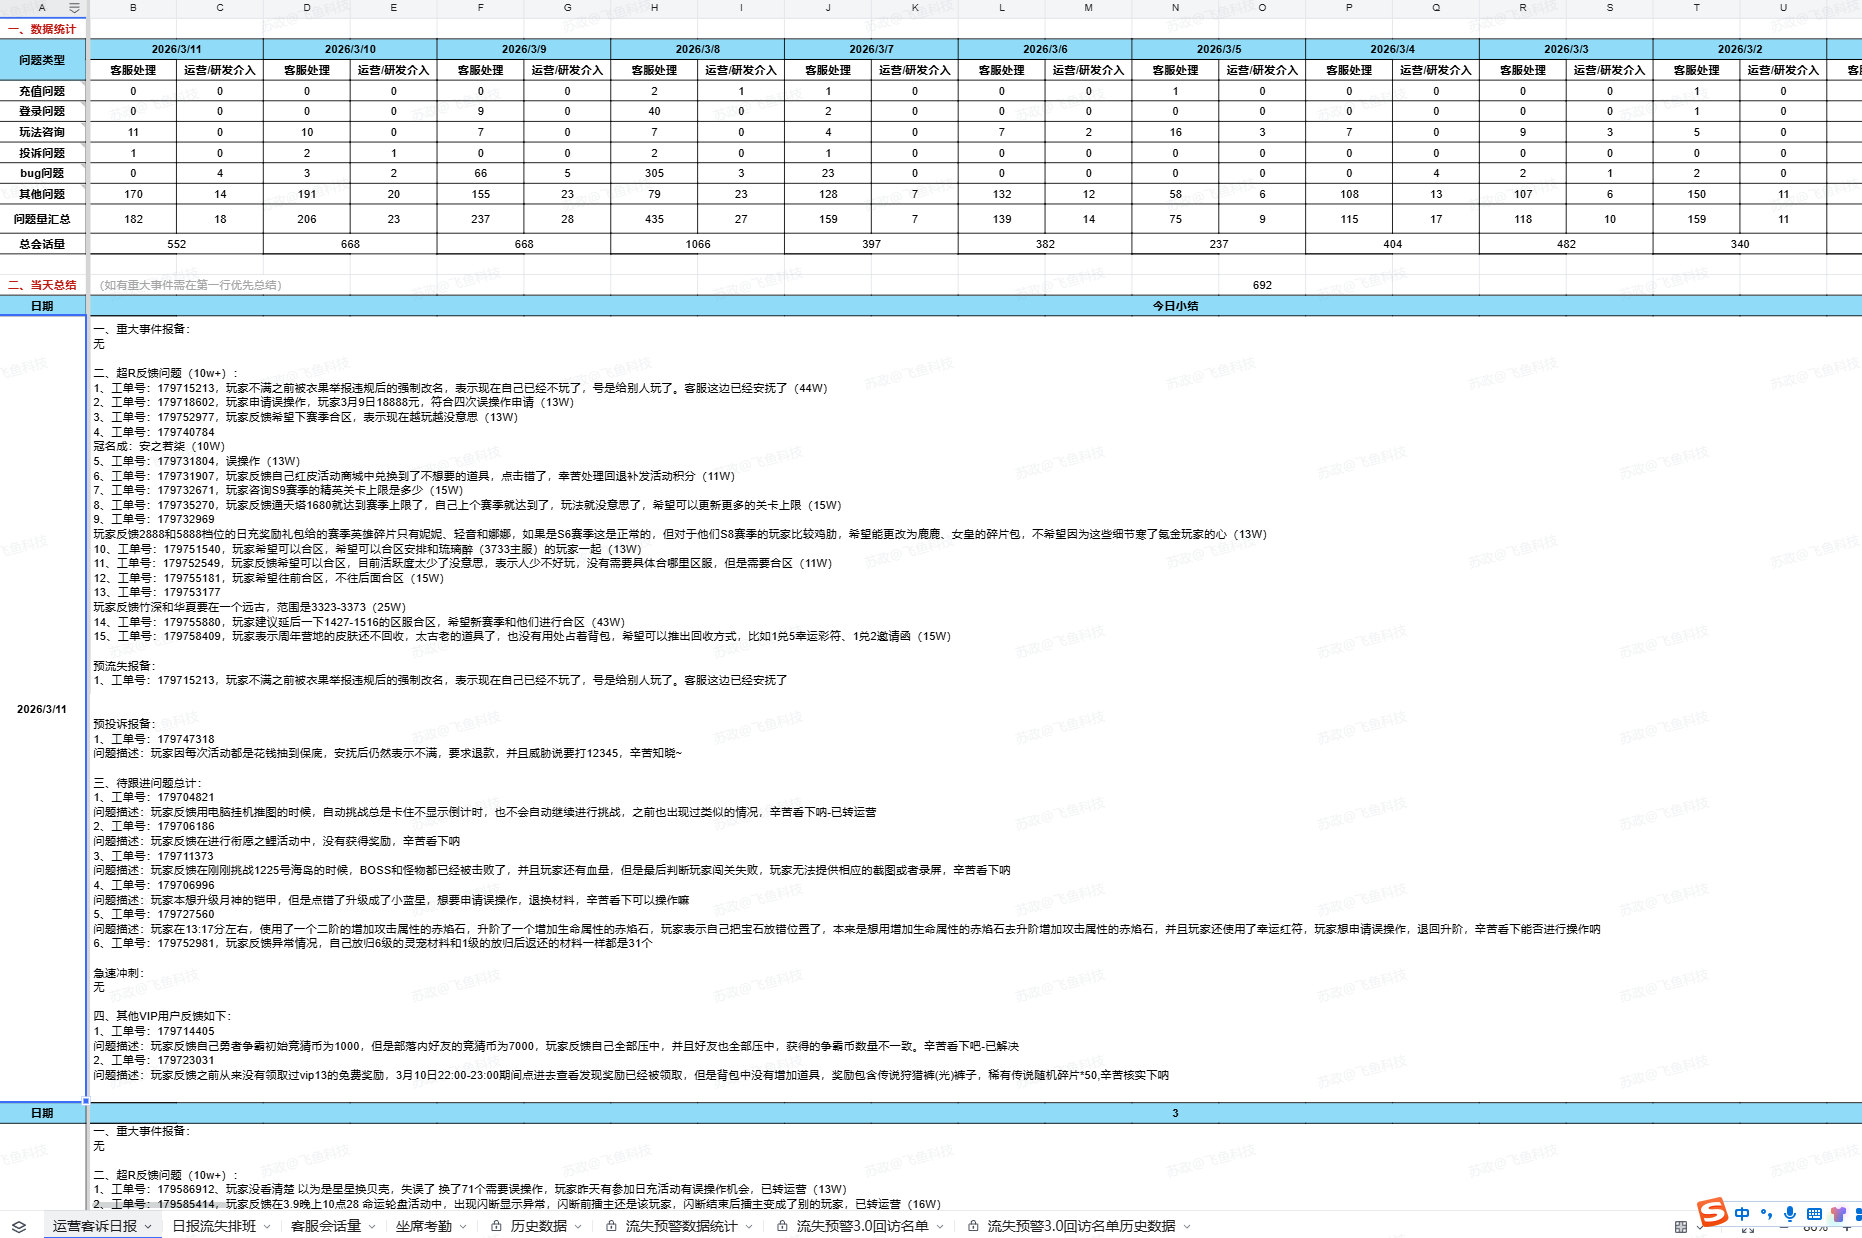 A B C D E F G H I J K L M N O P Q R S T U
一、数据统计
问题类型 2026/3/11 2026/3/10 2026/3/9 2026/3/8 2026/3/7 2026/3/6 2026/3/5 2026/3/4 2026/3/3 2026/3/2
客服处理 运营/研发介入 客服处理 运营/研发介入 客服处理 运营/研发介入 客服处理 运营/研发介入 客服处理 运营/研发介入 客服处理 运营/研发介入 客服处理 运营/研发介入 客服处理 运营/研发介入 客服处理 运营/研发介入 客服处理 运营/研发介入
充值问题 0 0 0 0 0 0 2 1 1 0 0 0 1 0 0 0 0 0 1 0
登录问题 0 0 0 0 9 0 40 0 2 0 0 0 0 0 0 0 0 0 1 0
玩法咨询 11 0 10 0 7 0 7 0 4 0 7 2 16 3 7 0 9 3 5 0
投诉问题 1 0 2 1 0 0 2 0 1 0 0 0 0 0 0 0 0 0 0 0
bug问题 0 4 3 2 66 5 305 3 23 0 0 0 0 0 0 4 2 1 2 0
其他问题 170 14 191 20 155 23 79 23 128 7 132 12 58 6 108 13 107 6 150 11
问题量汇总 182 18 206 23 237 28 435 27 159 7 139 14 75 9 115 17 118 10 159 11
总会话量 552 668 668 1066 397 382 237 404 482 340
二、当天总结 (如有重大事件需在第一行优先总结) 692
日期 今日小结
2026/3/11
一、重大事件报备：
无
二、超R反馈问题（10w+）：
1、工单号：179715213，玩家不满之前被衣果举报违规后的强制改名，表示现在自己已经不玩了，号是给别人玩了。客服这边已经安抚了（44W）
2、工单号：179718602，玩家申请误操作，玩家3月9日18888元，符合四次误操作申请（13W）
3、工单号：179752977，玩家反馈希望下赛季合区，表示现在越玩越没意思（13W）
4、工单号：179740784
冠名成：安之若柒（10W）
5、工单号：179731804，误操作（13W）
6、工单号：179731907，玩家反馈自己红皮活动商城中兑换到了不想要的道具，点击错了，幸苦处理回退补发活动积分（11W）
7、工单号：179732671，玩家咨询S9赛季的精英关卡上限是多少（15W）
8、工单号：179735270，玩家反馈通天塔1680就达到赛季上限了，自己上个赛季就达到了，玩法就没意思了，希望可以更新更多的关卡上限（15W）
9、工单号：179732969
玩家反馈2888和5888档位的日充奖励礼包给的赛季英雄碎片只有妮妮、轻音和娜娜，如果是S6赛季这是正常的，但对于他们S8赛季的玩家比较鸡肋，希望能更改为鹿鹿、女皇的碎片包，不希望因为这些细节寒了氪金玩家的心（13W）
10、工单号：179751540，玩家希望可以合区，希望可以合区安排和琉璃醉（3733主服）的玩家一起（13W）
11、工单号：179752549，玩家反馈希望可以合区，目前活跃度太少了没意思，表示人少不好玩，没有需要具体合哪里区服，但是需要合区（11W）
12、工单号：179755181，玩家希望往前合区，不往后面合区（15W）
13、工单号：179753177
玩家反馈竹深和华夏要在一个远古，范围是3323-3373（25W）
14、工单号：179755880，玩家建议延后一下1427-1516的区服合区，希望新赛季和他们进行合区（43W）
15、工单号：179758409，玩家表示周年营地的皮肤还不回收，太古老的道具了，也没有用处占着背包，希望可以推出回收方式，比如1兑5幸运彩符、1兑2邀请函（15W）
预流失报备：
1、工单号：179715213，玩家不满之前被衣果举报违规后的强制改名，表示现在自己已经不玩了，号是给别人玩了。客服这边已经安抚了
预投诉报备：
1、工单号：179747318
问题描述：玩家因每次活动都是花钱抽到保底，安抚后仍然表示不满，要求退款，并且威胁说要打12345，辛苦知晓~
三、待跟进问题总计：
1、工单号：179704821
问题描述：玩家反馈用电脑挂机推图的时候，自动挑战总是卡住不显示倒计时，也不会自动继续进行挑战，之前也出现过类似的情况，辛苦看下呐-已转运营
2、工单号：179706186
问题描述：玩家反馈在进行衔愿之鲤活动中，没有获得奖励，辛苦看下呐
3、工单号：179711373
问题描述：玩家反馈在刚刚挑战1225号海岛的时候，BOSS和怪物都已经被击败了，并且玩家还有血量，但是最后判断玩家闯关失败，玩家无法提供相应的截图或者录屏，辛苦看下呐
4、工单号：179706996
问题描述：玩家本想升级月神的铠甲，但是点错了升级成了小蓝星，想要申请误操作，退换材料，辛苦看下可以操作嘛
5、工单号：179727560
问题描述：玩家在13:17分左右，使用了一个二阶的增加攻击属性的赤焰石，升阶了一个增加生命属性的赤焰石，玩家表示自己把宝石放错位置了，本来是想用增加生命属性的赤焰石去升阶增加攻击属性的赤焰石，并且玩家还使用了幸运红符，玩家想申请误操作，退回升阶，辛苦看下能否进行操作呐
6、工单号：179752981，玩家反馈异常情况，自己放归6级的灵宠材料和1级的放归后返还的材料一样都是31个
急速冲刺：
无
四、其他VIP用户反馈如下：
1、工单号：179714405
问题描述：玩家反馈自己勇者争霸初始竞猜币为1000，但是部落内好友的竞猜币为7000，玩家反馈自己全部压中，并且好友也全部压中，获得的争霸币数量不一致。辛苦看下吧-已解决
2、工单号：179723031
问题描述：玩家反馈之前从来没有领取过vip13的免费奖励，3月10日22:00-23:00期间点进去查看发现奖励已经被领取，但是背包中没有增加道具，奖励包含传说狩猎裤(光)裤子，稀有传说随机碎片*50,辛苦核实下呐
日期 3
一、重大事件报备：
无
二、超R反馈问题（10w+）：
1、工单号：179586912、玩家没看清楚 以为是星星换贝壳，失误了 换了71个需要误操作，玩家昨天有参加日充活动有误操作机会，已转运营（13W）
2、工单号：179585414，玩家反馈在3.9晚上10点28 命运轮盘活动中，出现闪断显示异常，闪断前插主还是该玩家，闪断结束后插主变成了别的玩家，已转运营（16W）
运营客诉日报 日报流失排班 客服会话量 坐席考勤 历史数据 流失预警数据统计 流失预警3.0回访名单 流失预警3.0回访名单历史数据
中
80%
苏政@飞鱼科技